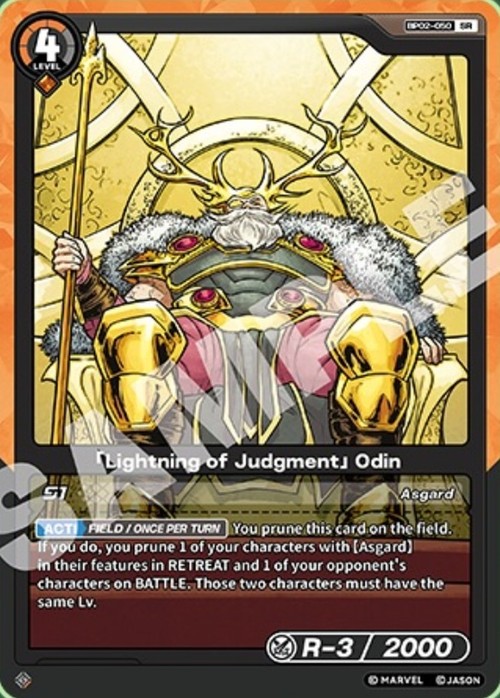 4
LEVEL
BP02-050 SR
SAMPLE
「Lightning of Judgment」 Odin
S1
Asgard
ACT FIELD / ONCE PER TURN You prune this card on the field.
If you do, you prune 1 of your characters with [Asgard]
in their features in RETREAT and 1 of your opponent's
characters on BATTLE. Those two characters must have the
same Lv.
R-3 / 2000
© MARVEL ©JASON